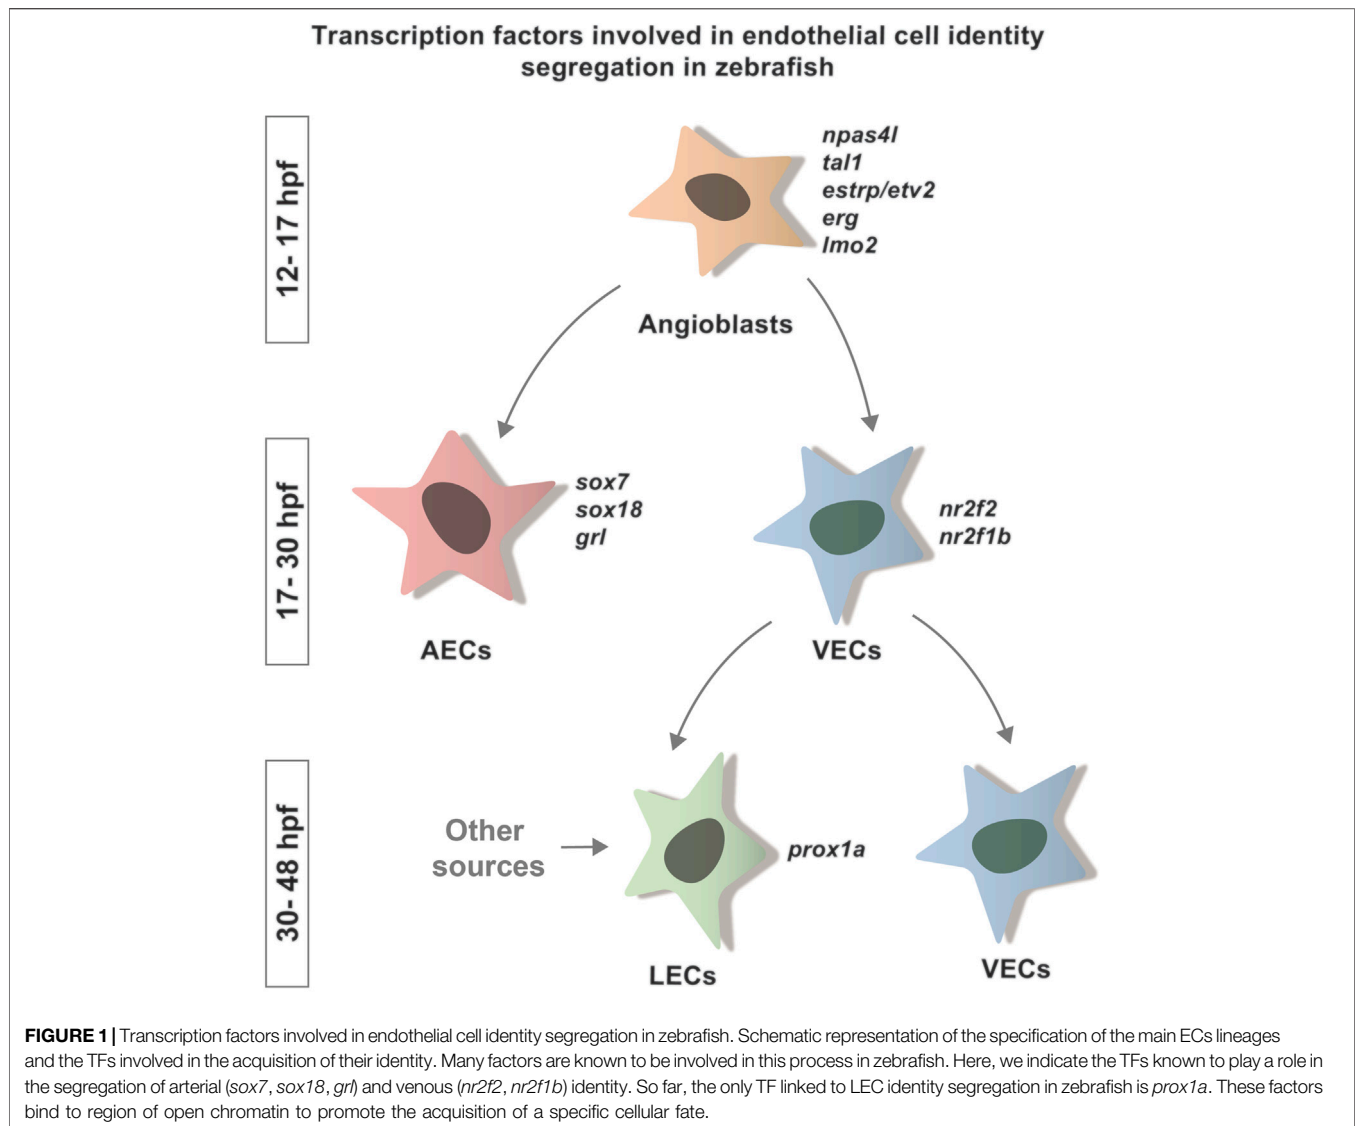 Transcription factors involved in endothelial cell identity
segregation in zebrafish
12- 17 hpf
npas4l
tal1
estrp/etv2
erg
lmo2
Angioblasts
17- 30 hpf
sox7
sox18
grl
nr2f2
nr2f1b
AECs
VECs
30- 48 hpf
Other
sources
prox1a
LECs
VECs
FIGURE 1 | Transcription factors involved in endothelial cell identity segregation in zebrafish. Schematic representation of the specification of the main ECs lineages
and the TFs involved in the acquisition of their identity. Many factors are known to be involved in this process in zebrafish. Here, we indicate the TFs known to play a role in
the segregation of arterial (sox7, sox18, grl) and venous (nr2f2, nr2f1b) identity. So far, the only TF linked to LEC identity segregation in zebrafish is prox1a. These factors
bind to region of open chromatin to promote the acquisition of a specific cellular fate.